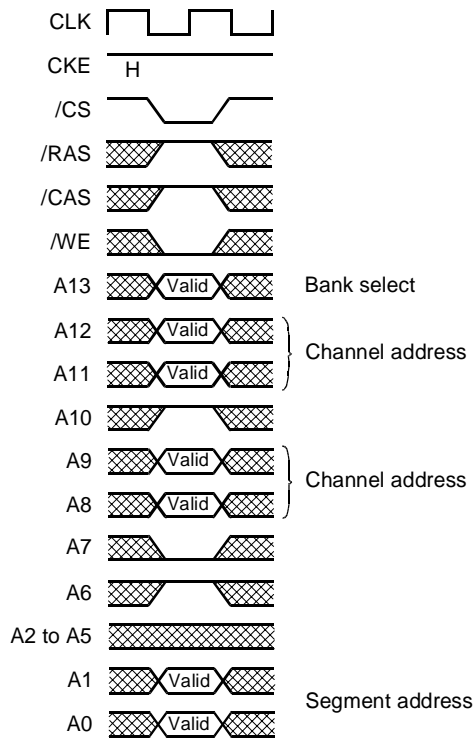 CLK
CKE H
/CS
/RAS
/CAS
/WE
A13 Valid Bank select
A12 Valid
Channel address
A11 Valid
A10
A9 Valid
Channel address
A8 Valid
A7
A6
A2 to A5
A1 Valid
Segment address
A0 Valid